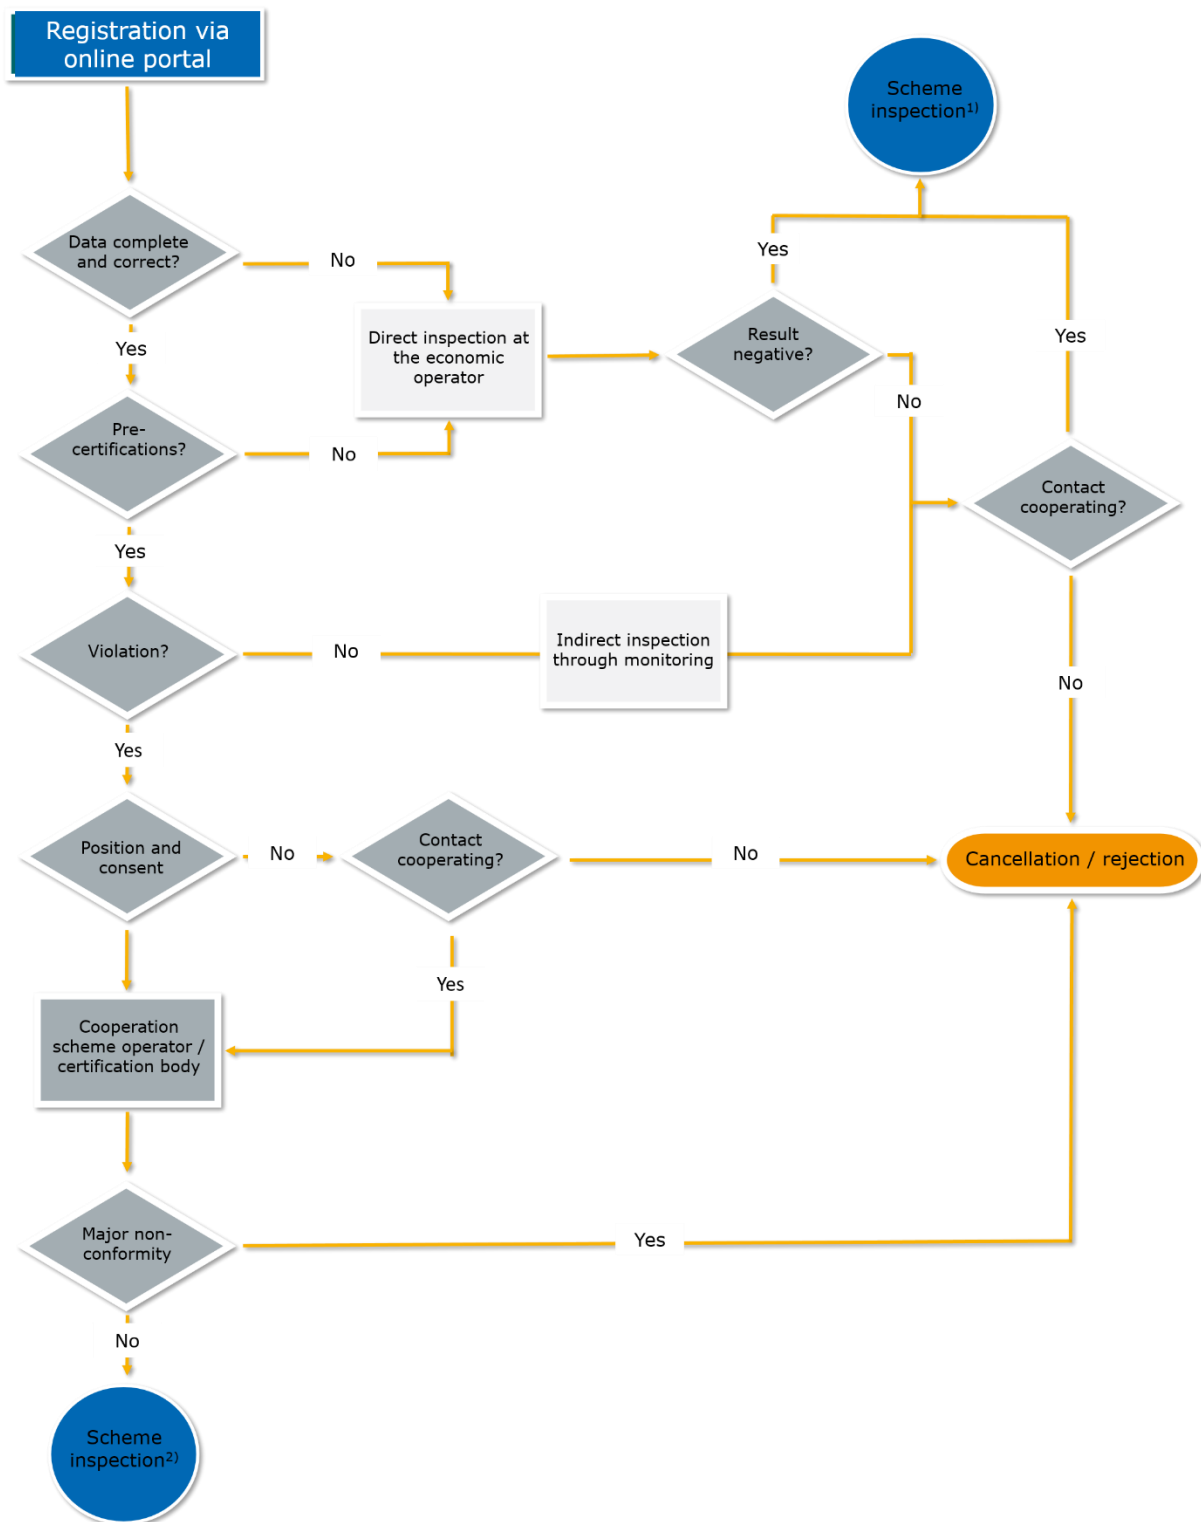 Registration via
online portal
Scheme
inspection1)
Data complete
and correct?
No
Yes
Direct inspection at
the economic
operator
Result
negative?
Yes
No
Yes
Pre-
certifications?
No
Contact
cooperating?
Yes
Violation?
No
Indirect inspection
through monitoring
No
Yes
Position and
consent
No
Contact
cooperating?
No
Cancellation / rejection
Yes
Cooperation
scheme operator /
certification body
Major non-
conformity
Yes
No
Scheme
inspection2)